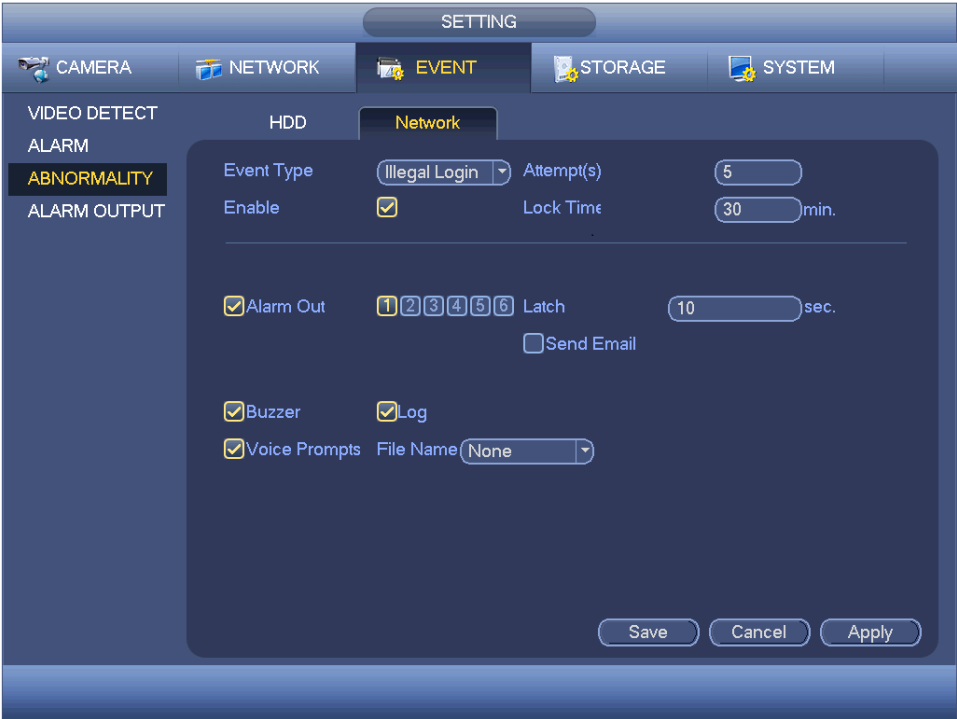 SETTING
CAMERA NETWORK EVENT STORAGE SYSTEM
VIDEO DETECT
ALARM
ABNORMALITY
ALARM OUTPUT
HDD Network
Event Type Illegal Login Attempt(s) 5
Enable Lock Time 30 min.
Alarm Out 1 2 3 4 5 6 Latch 10 sec.
Send Email
Buzzer Log
Voice Prompts File Name None
Save Cancel Apply